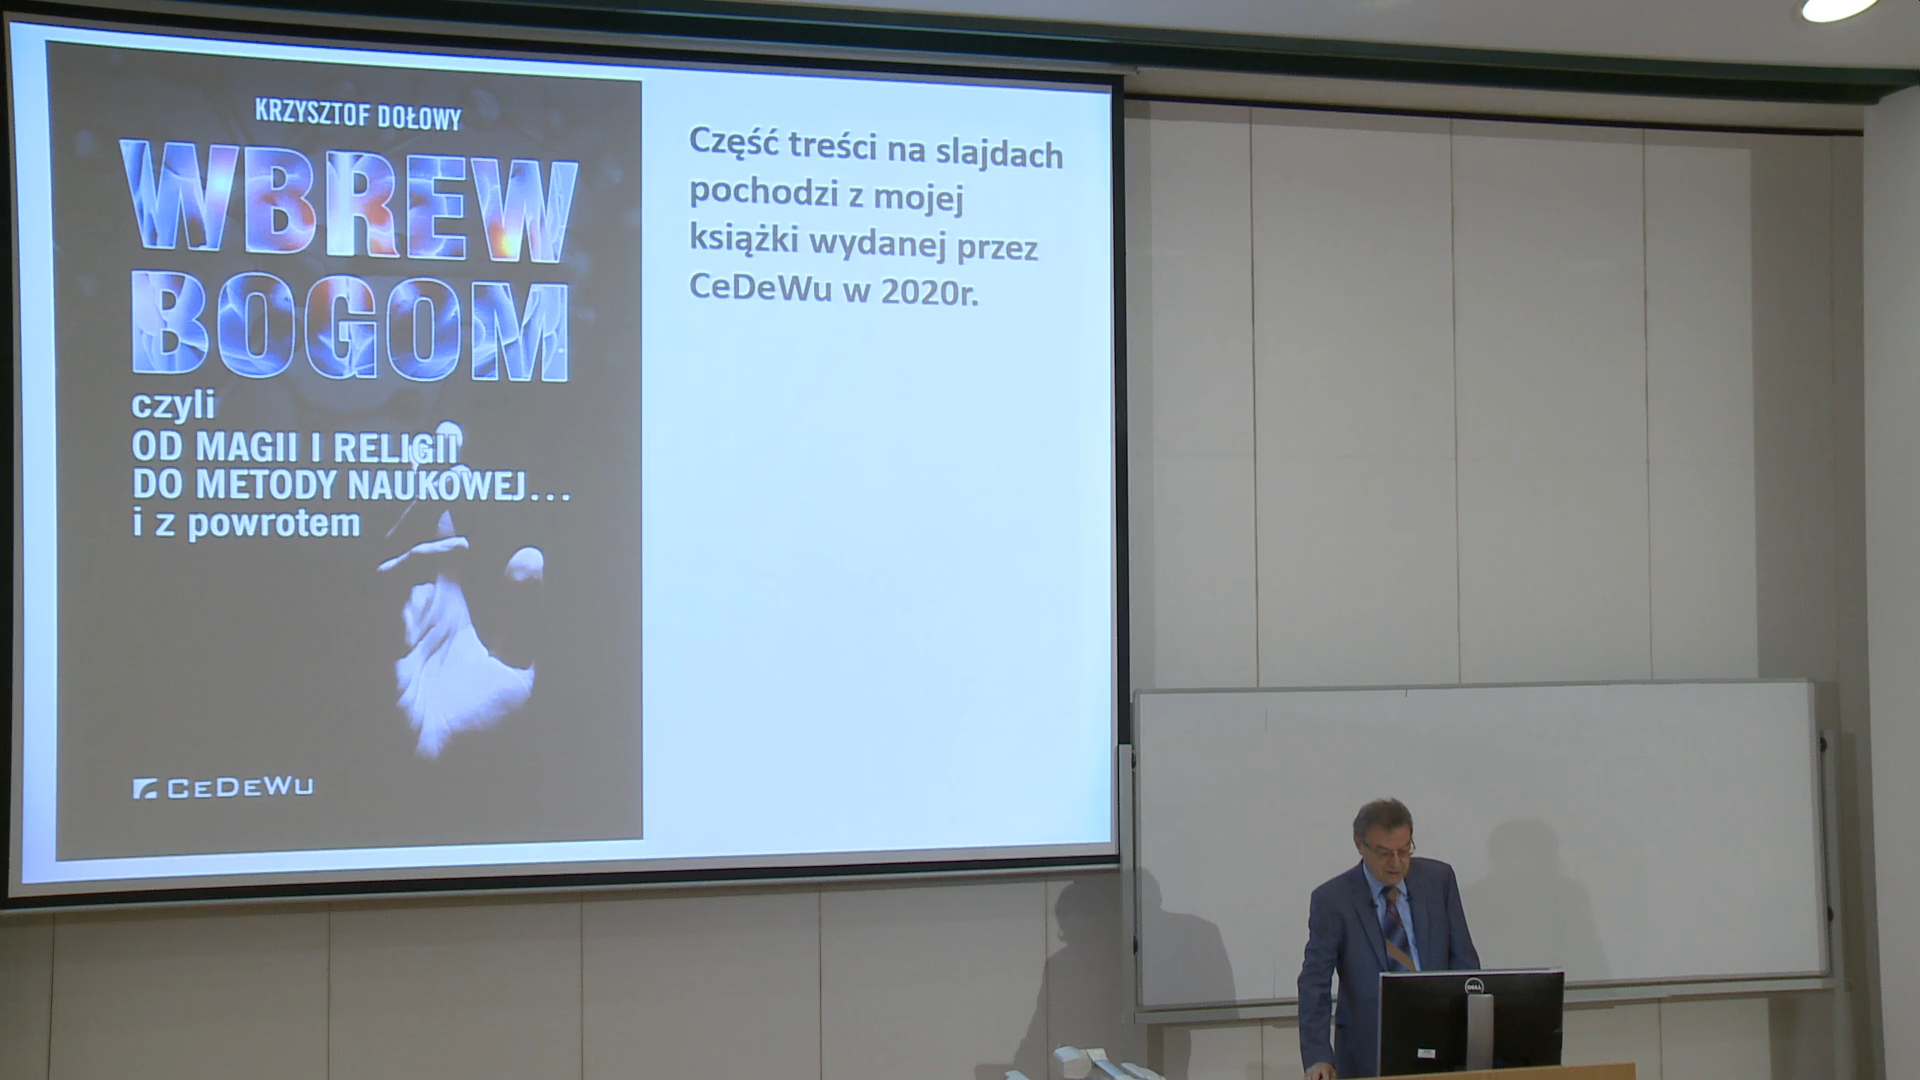 KRZYSZTOF DOŁOWY
WBREW
BOGOM
czyli
OD MAGII I RELIGII
DO METODY NAUKOWEJ...
i z powrotem
CEDEWU
Część treści na slajdach
pochodzi z mojej
książki wydanej przez
CeDeWu w 2020r.
DELL